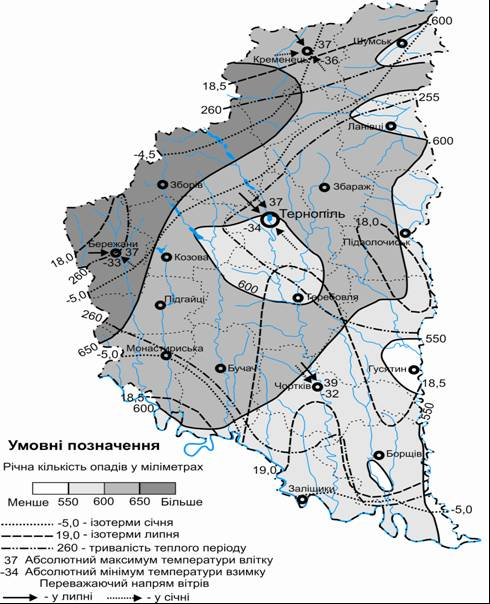 600
Шумськ
37
Кременець
-36
18,5
260
255
Ланівці
600
-4,5
Зборів
Збараж
37
Тернопіль
-34
18,0
Підволочиськ
Бережани
37
-33
18,0
260
Козова
-5,0
600
Теребовля
Підгайці
260
650
-5,0
Монастириська
550
Бучач
Гусятин
18,5
39
Чортків
-32
18,5
600
550
Борщів
19,0
Заліщики
-5,0
Умовні позначення
Річна кількість опадів у міліметрах
Менше 550 600 650 Більше
-5,0 - ізотерми січня
19,0 - ізотерми липня
260 - тривалість теплого періоду
37 Абсолютний максимум температури влітку
-34 Абсолютний мінімум температури взимку
Переважаючий напрям вітрів
- у липні - у січні